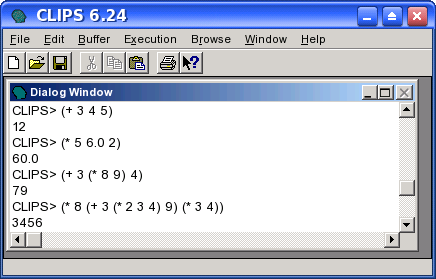 CLIPS 6.24
File Edit Buffer Execution Browse Window Help
Dialog Window
CLIPS> (+ 3 4 5)
12
CLIPS> (* 5 6.0 2)
60.0
CLIPS> (+ 3 (* 8 9) 4)
79
CLIPS> (* 8 (+ 3 (* 2 3 4) 9) (* 3 4))
3456